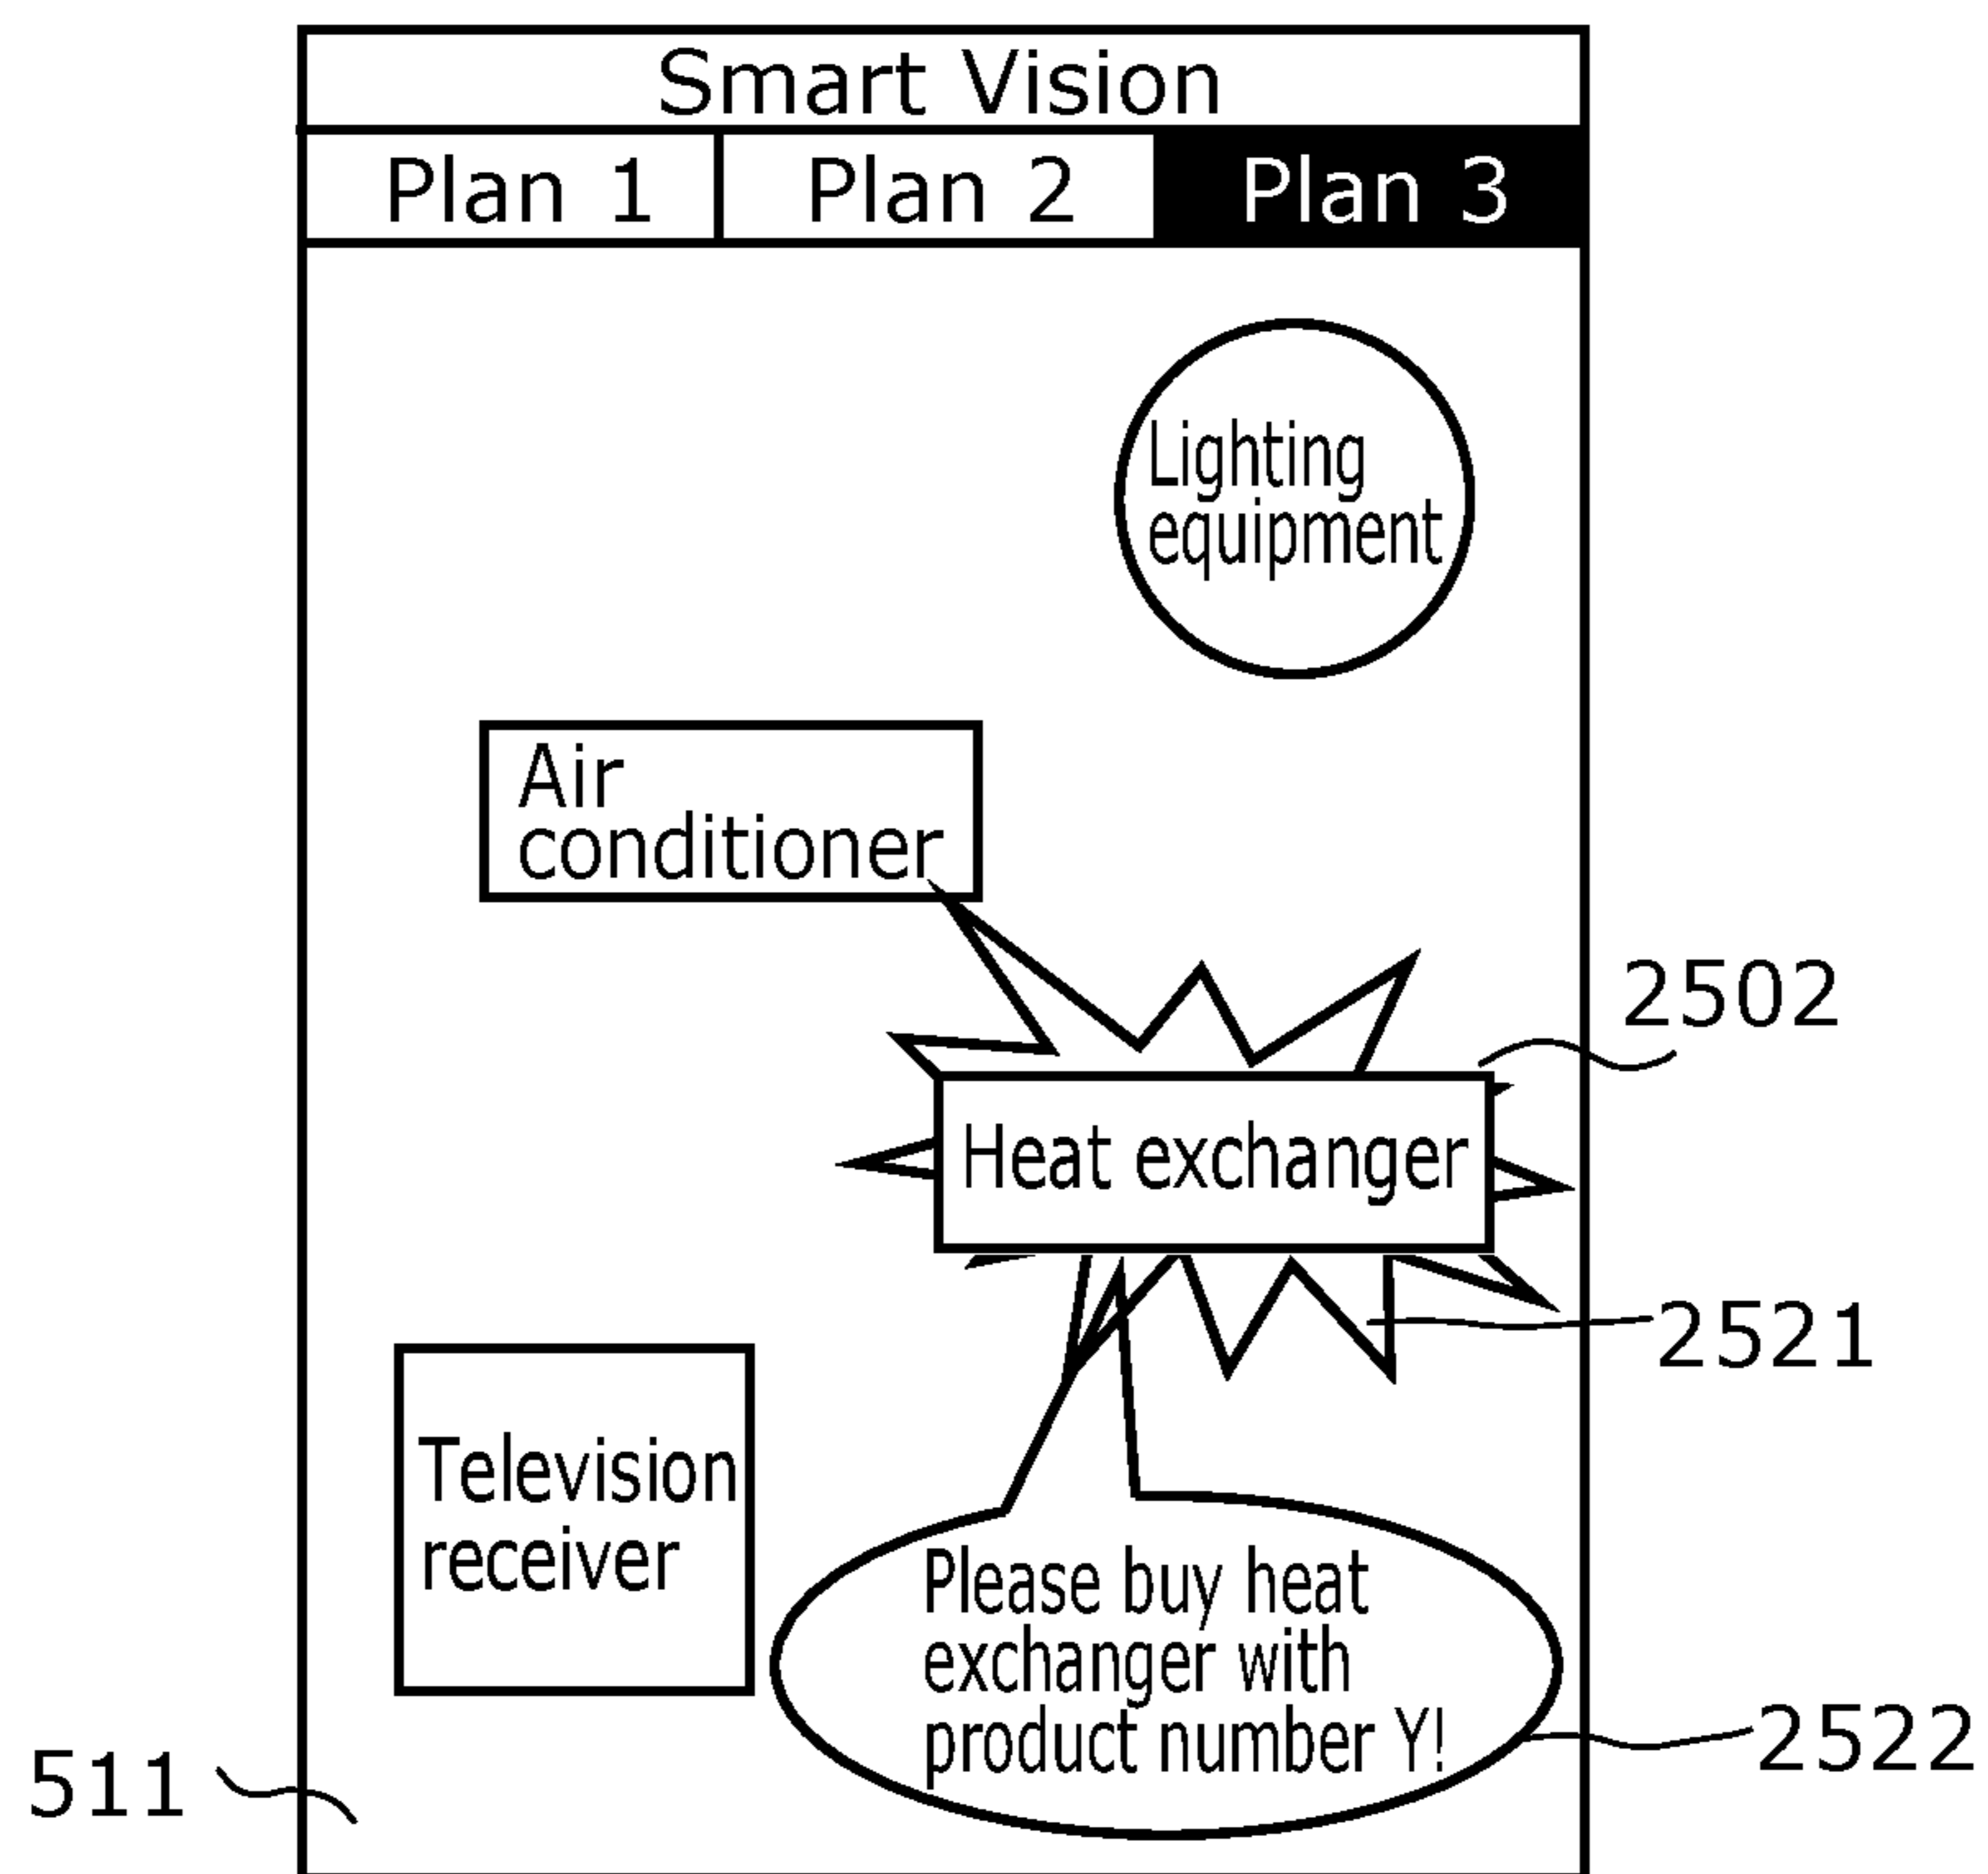 Smart Vision
Plan 1 Plan 2 Plan 3
Lighting
equipment
Air
conditioner
2502
Heat exchanger
2521
Television
receiver
Please buy heat
exchanger with
product number Y!
2522
511